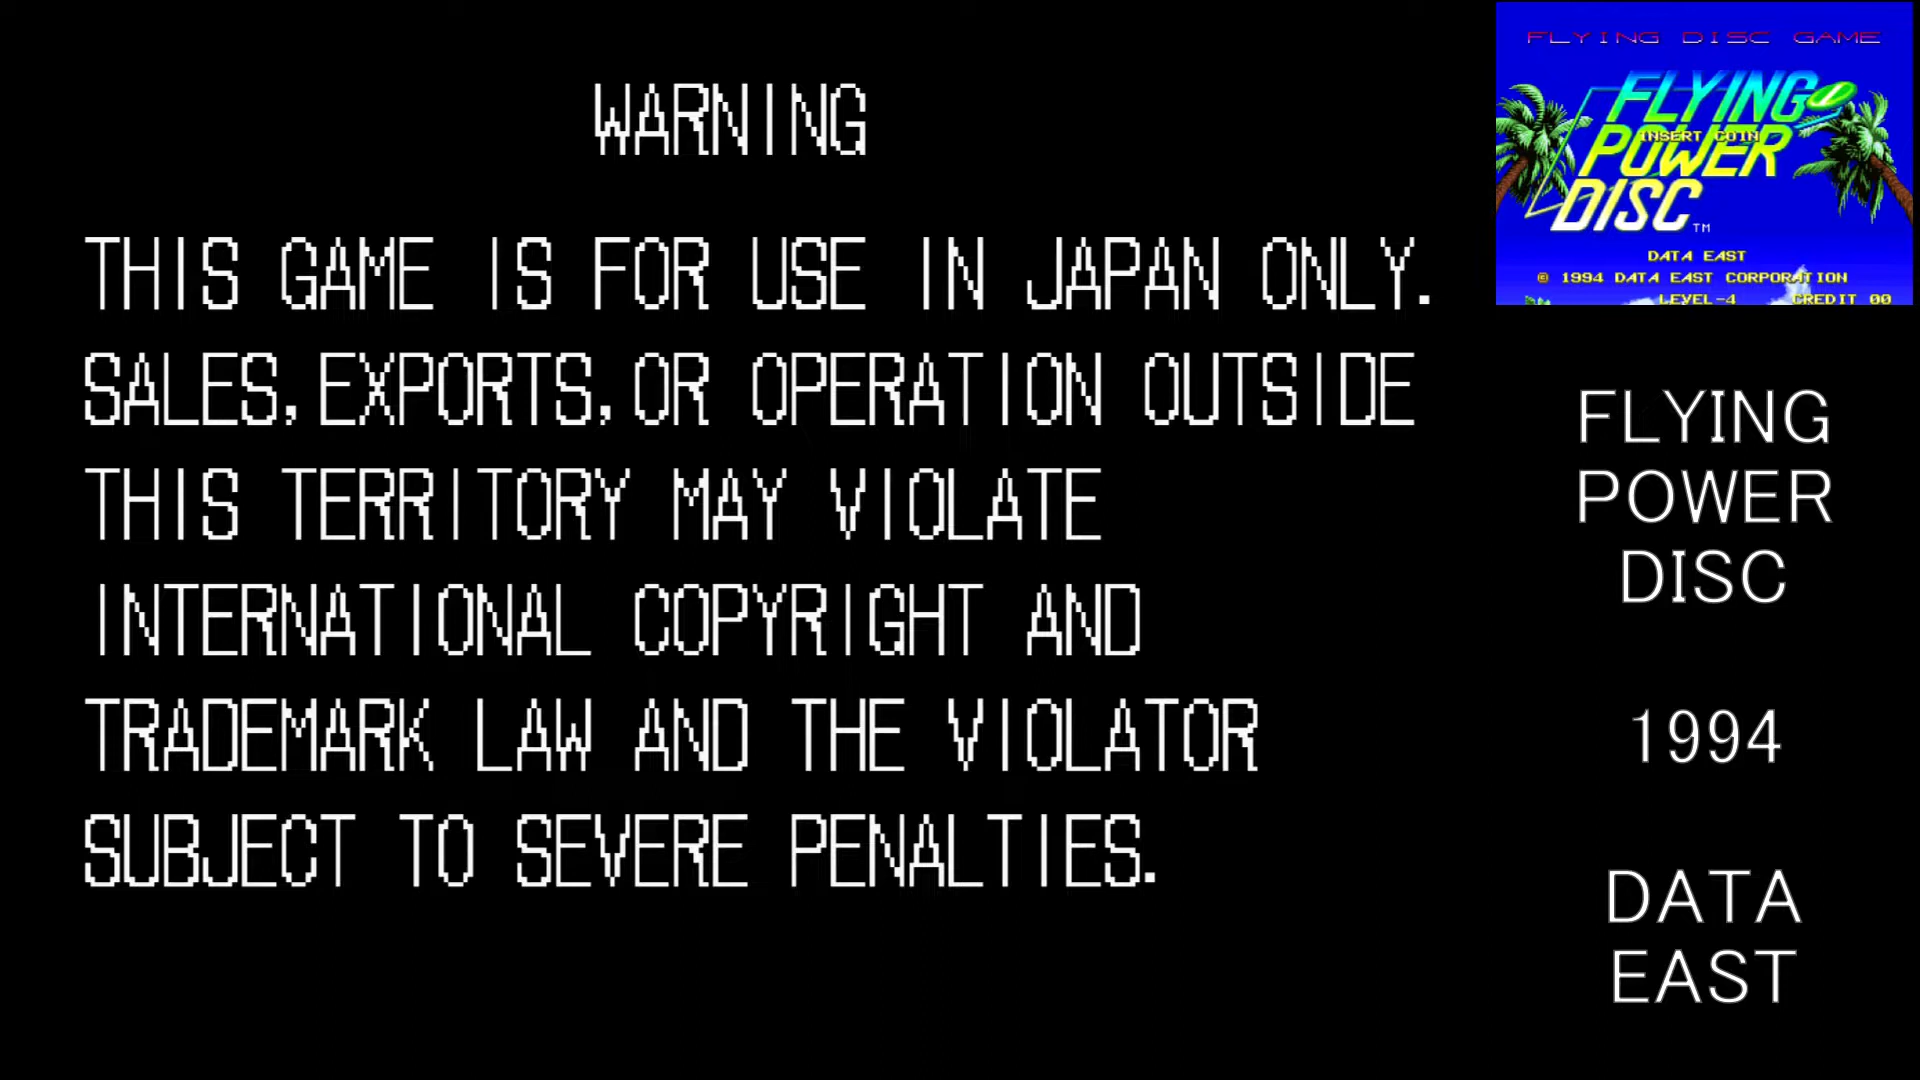 WARNING
THIS GAME IS FOR USE IN JAPAN ONLY.
SALES,EXPORTS,OR OPERATION OUTSIDE
THIS TERRITORY MAY VIOLATE
INTERNATIONAL COPYRIGHT AND
TRADEMARK LAW AND THE VIOLATOR
SUBJECT TO SEVERE PENALTIES.
FLYING DISC GAME
FLYING
INSERT COIN
POWER
DISC™
DATA EAST
© 1994 DATA EAST CORPORATION
LEVEL-4 CREDIT 00
FLYING
POWER
DISC
1994
DATA
EAST